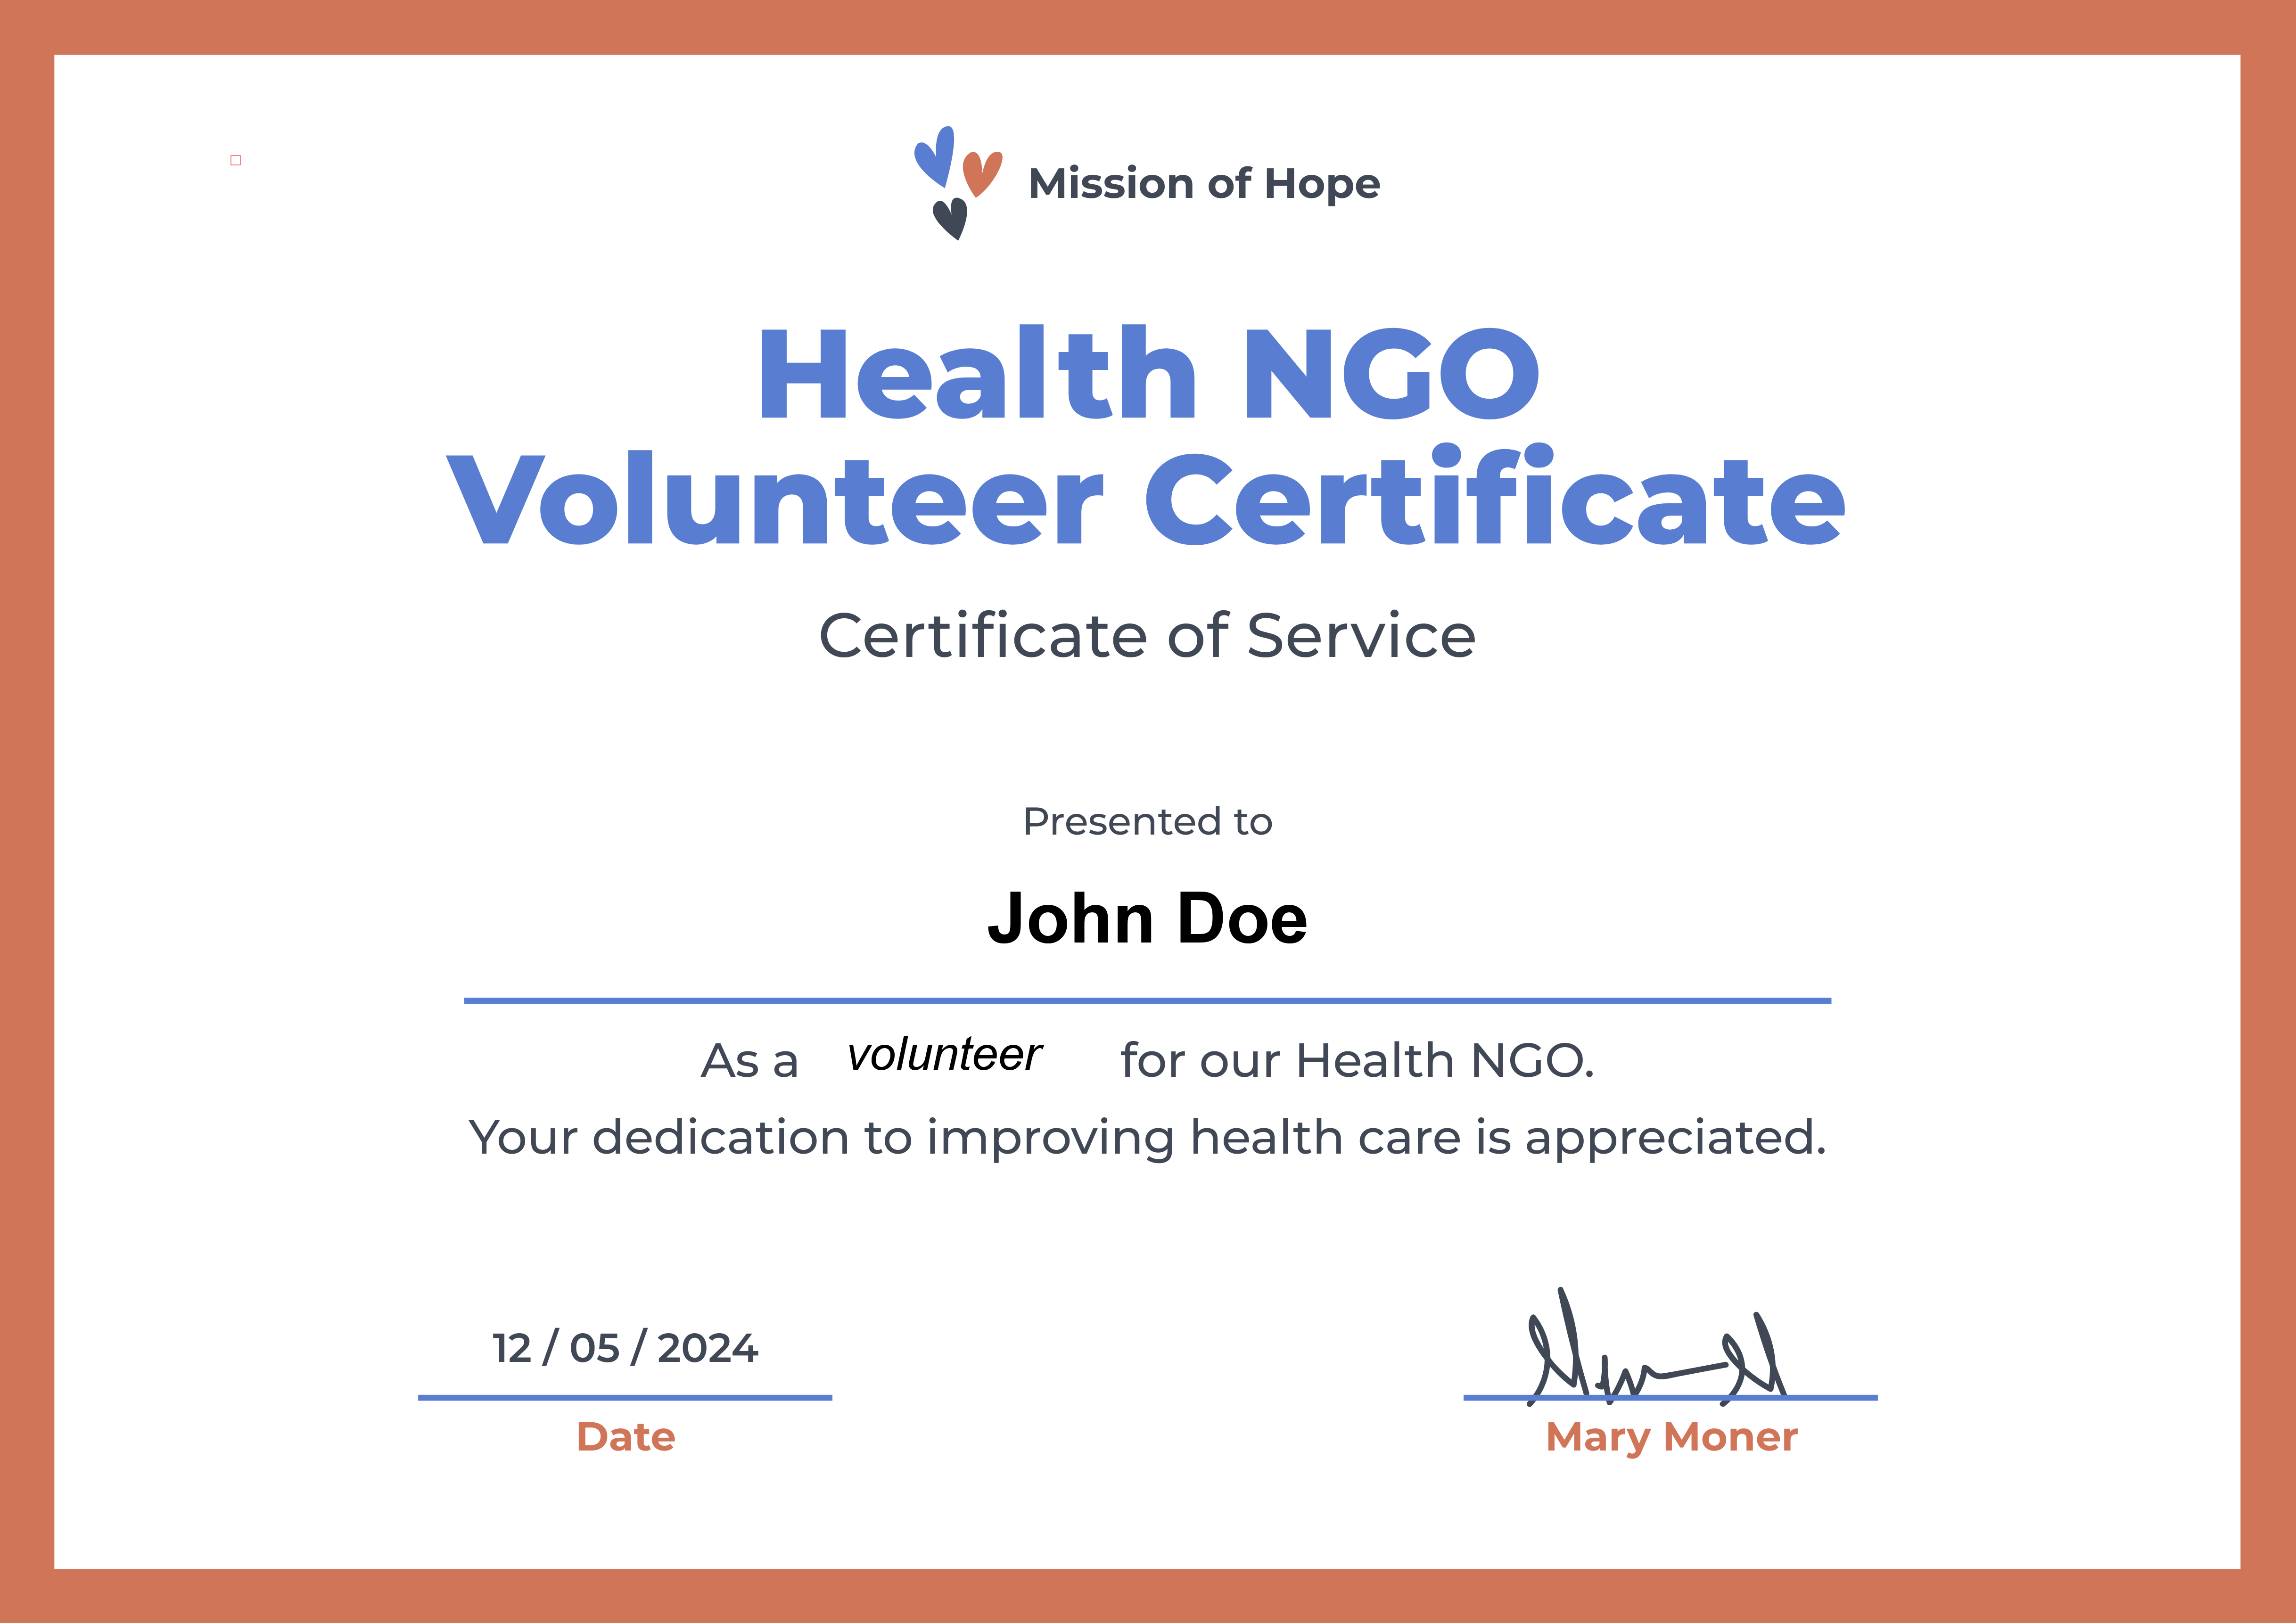 Mission of Hope
Health NGO
Volunteer Certificate
Certificate of Service
Presented to
John Doe
As a volunteer for our Health NGO.
Your dedication to improving health care is appreciated.
12 / 05 / 2024
Date
Mary Moner